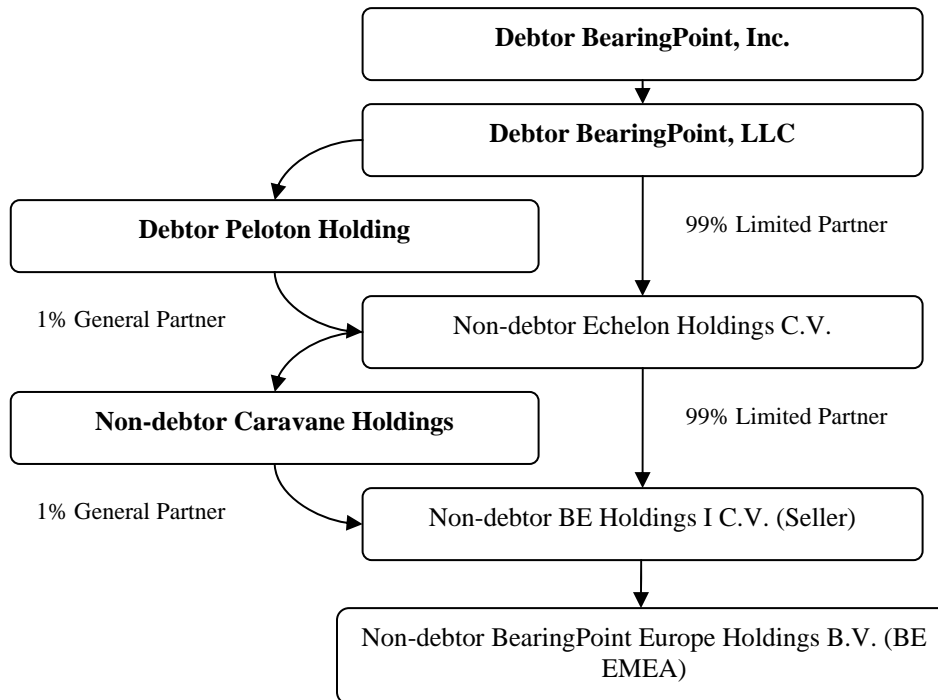 Debtor BearingPoint, Inc.
Debtor BearingPoint, LLC
Debtor Peloton Holding
99% Limited Partner
1% General Partner
Non-debtor Echelon Holdings C.V.
Non-debtor Caravane Holdings
99% Limited Partner
1% General Partner
Non-debtor BE Holdings I C.V. (Seller)
Non-debtor BearingPoint Europe Holdings B.V. (BE
EMEA)